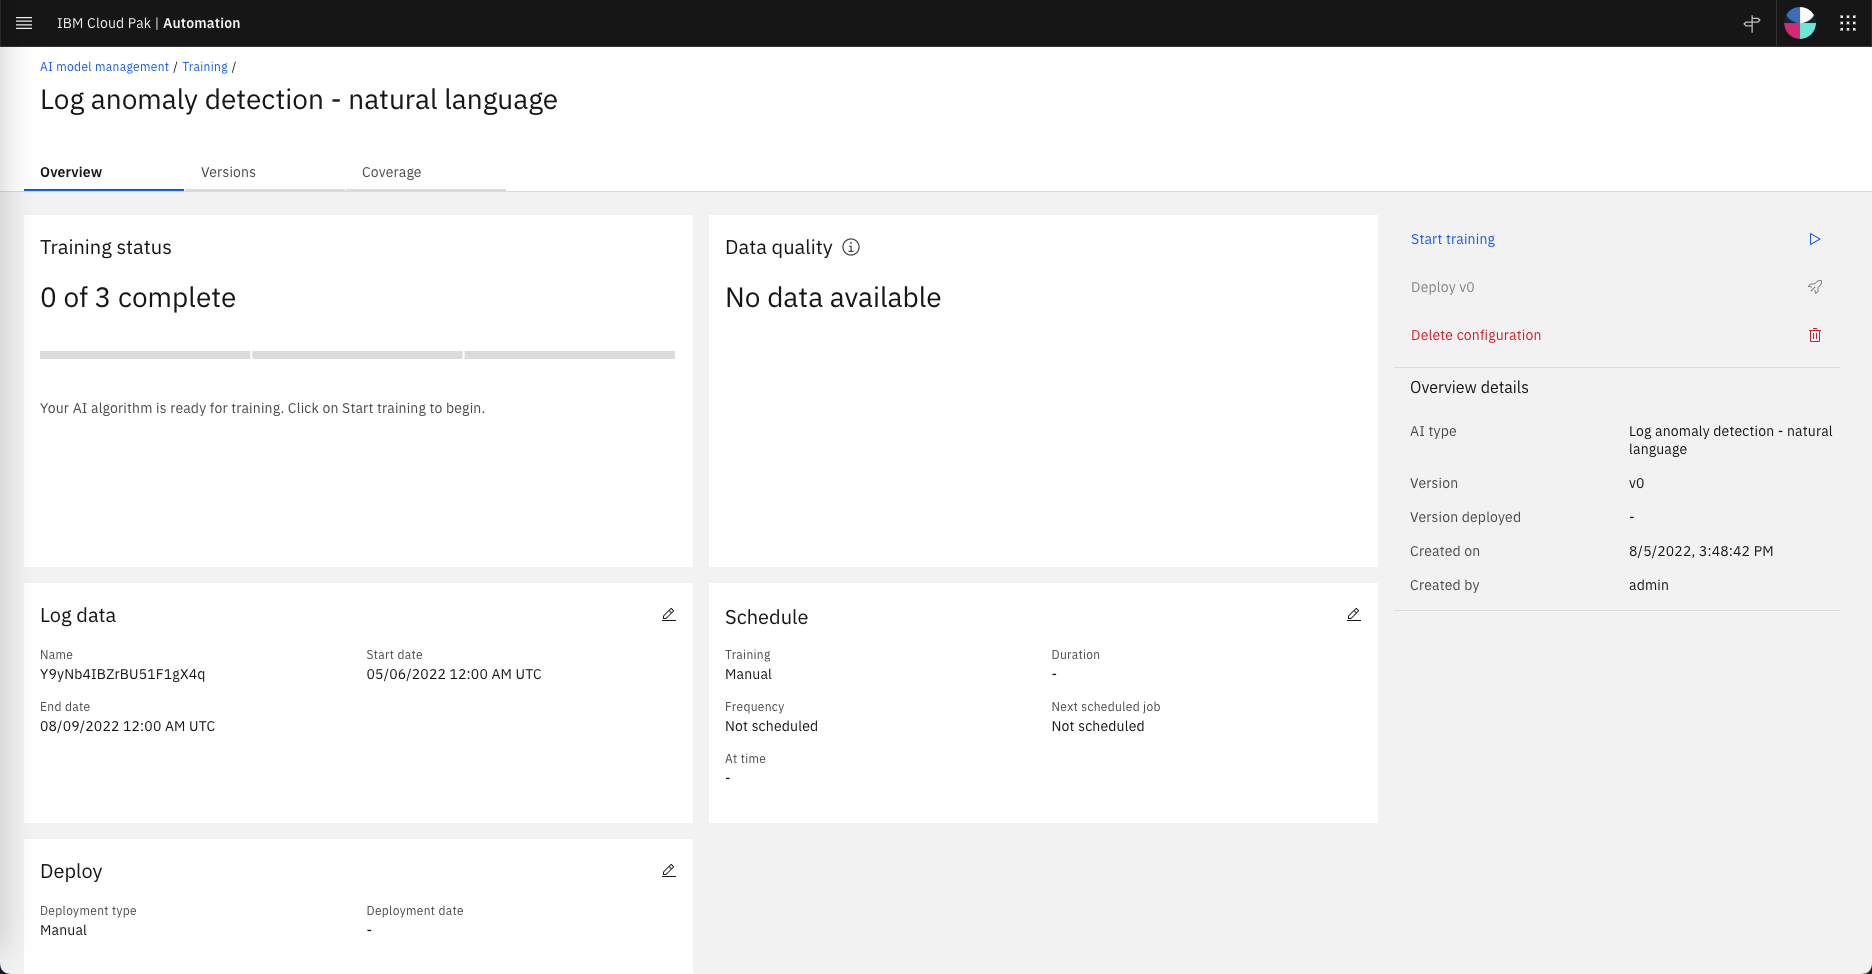 IBM Cloud Pak | Automation
AI model management / Training /
Log anomaly detection - natural language
Overview
Versions
Coverage
Training status
0 of 3 complete
Your AI algorithm is ready for training. Click on Start training to begin.
Data quality
No data available
Start training
Deploy v0
Delete configuration
Overview details
AI type
Log anomaly detection - natural
language
Version
v0
Version deployed
-
Created on
8/5/2022, 3:48:42 PM
Created by
admin
Log data
Name
Y9yNb4IBZrBU51F1gX4q
Start date
05/06/2022 12:00 AM UTC
End date
08/09/2022 12:00 AM UTC
Schedule
Training
Manual
Duration
-
Frequency
Not scheduled
Next scheduled job
Not scheduled
At time
-
Deploy
Deployment type
Manual
Deployment date
-